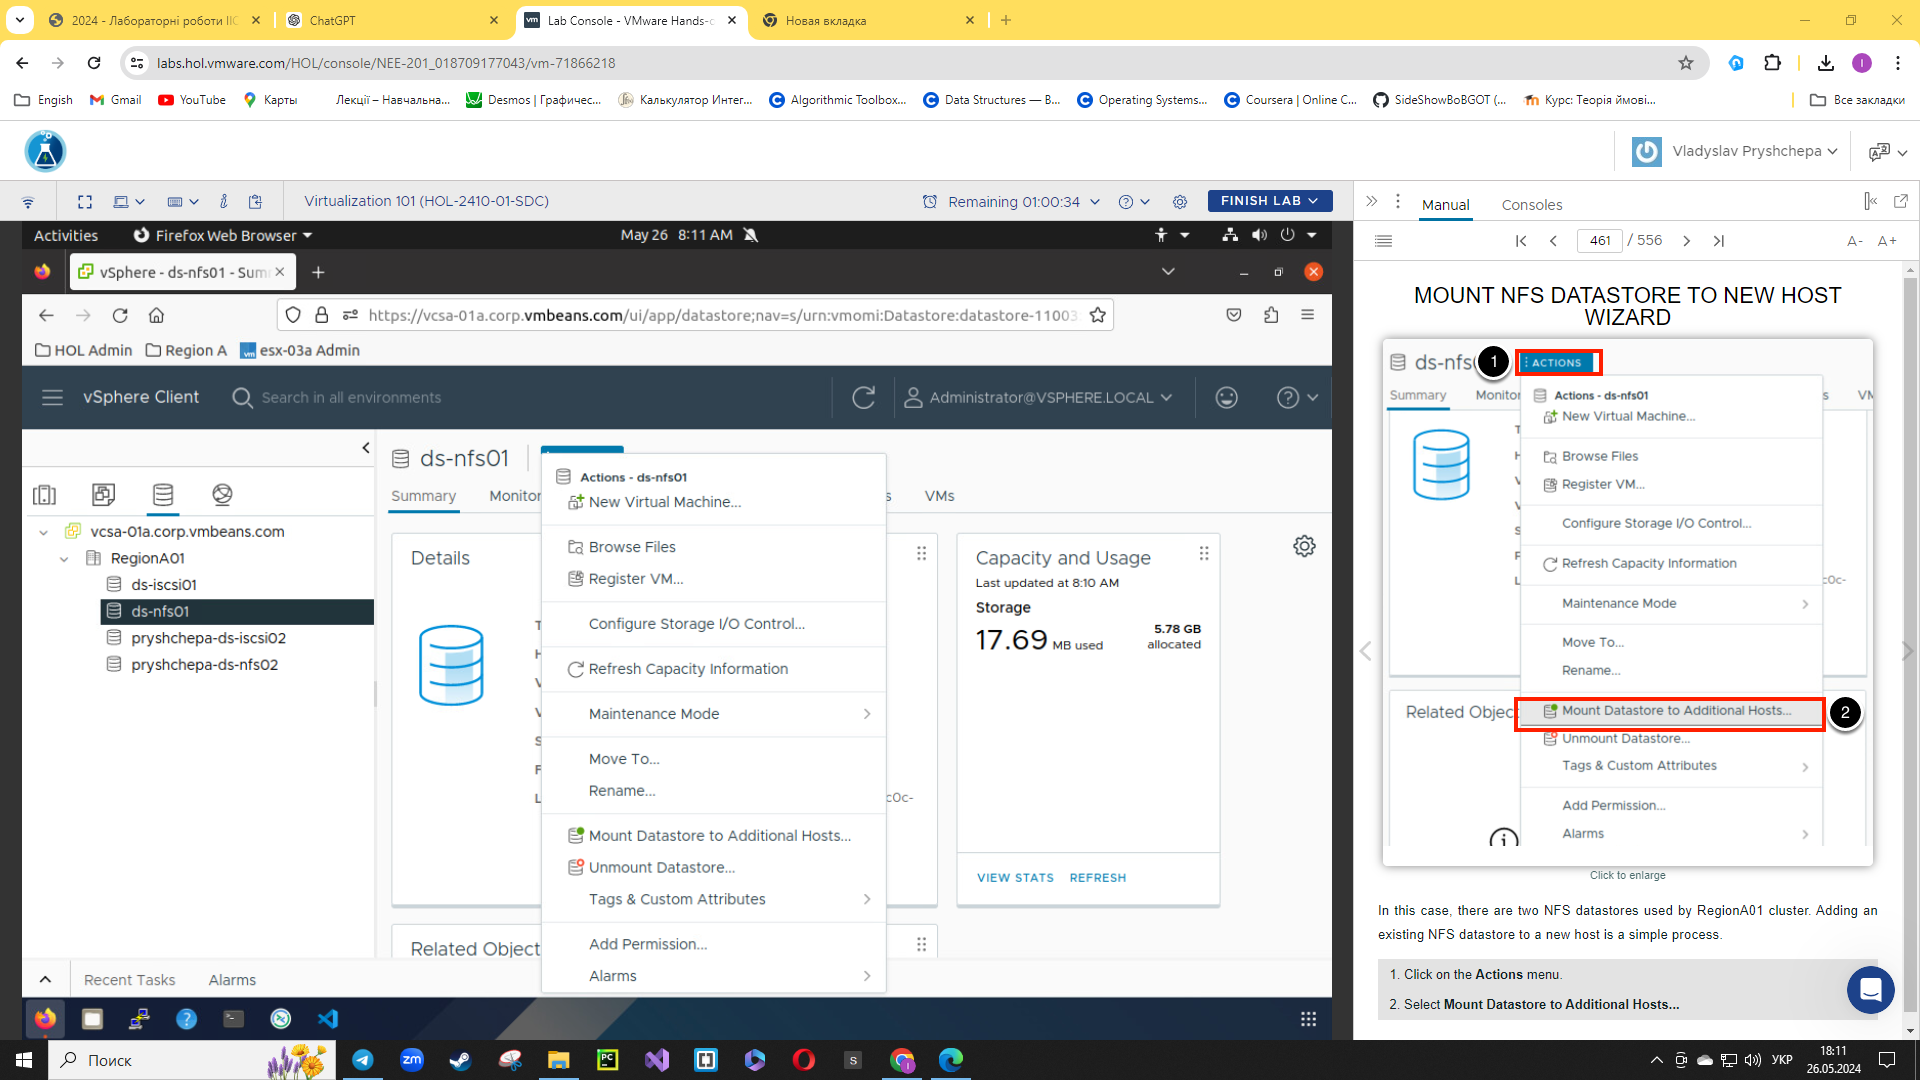 2024 - Лабораторні роботи ІІС
ChatGPT
Lab Console - VMware Hands-o
Новая вкладка
labs.hol.vmware.com/HOL/console/NEE-201_018709177043/vm-71866218
Engish
Gmail
YouTube
Карты
Лекції – Навчальна...
Desmos | Графичес...
Калькулятор Интег...
Algorithmic Toolbox...
Data Structures — В...
Operating Systems...
Coursera | Online C...
SideShowBoBGOT (...
Курс: Теорія ймові...
Все закладки
Vladyslav Pryshchepa
Virtualization 101 (HOL-2410-01-SDC)
Remaining 01:00:34
FINISH LAB
Manual
Consoles
461 / 556
A-
A+
Activities
Firefox Web Browser
May 26 8:11 AM
vSphere - ds-nfs01 - Sum
https://vcsa-01a.corp.vmbeans.com/ui/app/datastore;nav=s/urn:vmomi:Datastore:datastore-11003
HOL Admin
Region A
esx-03a Admin
vSphere Client
Search in all environments
Administrator@VSPHERE.LOCAL
vcsa-01a.corp.vmbeans.com
RegionA01
ds-iscsi01
ds-nfs01
pryshchepa-ds-iscsi02
pryshchepa-ds-nfs02
ds-nfs01
Summary
Monitor
s
VMs
Details
c0c-
Related Object
Actions - ds-nfs01
New Virtual Machine...
Browse Files
Register VM...
Configure Storage I/O Control...
Refresh Capacity Information
Maintenance Mode
Move To...
Rename...
Mount Datastore to Additional Hosts...
Unmount Datastore...
Tags & Custom Attributes
Add Permission...
Alarms
Capacity and Usage
Last updated at 8:10 AM
Storage
17.69 MB used
5.78 GB
allocated
VIEW STATS
REFRESH
Recent Tasks
Alarms
MOUNT NFS DATASTORE TO NEW HOST
WIZARD
ds-nfs
1
ACTIONS
Summary
Monitor
s
VM
Actions - ds-nfs01
New Virtual Machine...
Browse Files
Register VM...
Configure Storage I/O Control...
Refresh Capacity Information
c0c-
Maintenance Mode
Move To...
Rename...
Related Object
Mount Datastore to Additional Hosts...
2
Unmount Datastore...
Tags & Custom Attributes
Add Permission...
Alarms
Click to enlarge
In this case, there are two NFS datastores used by RegionA01 cluster. Adding an
existing NFS datastore to a new host is a simple process.
1. Click on the Actions menu.
2. Select Mount Datastore to Additional Hosts...
Поиск
УКР
18:11
26.05.2024